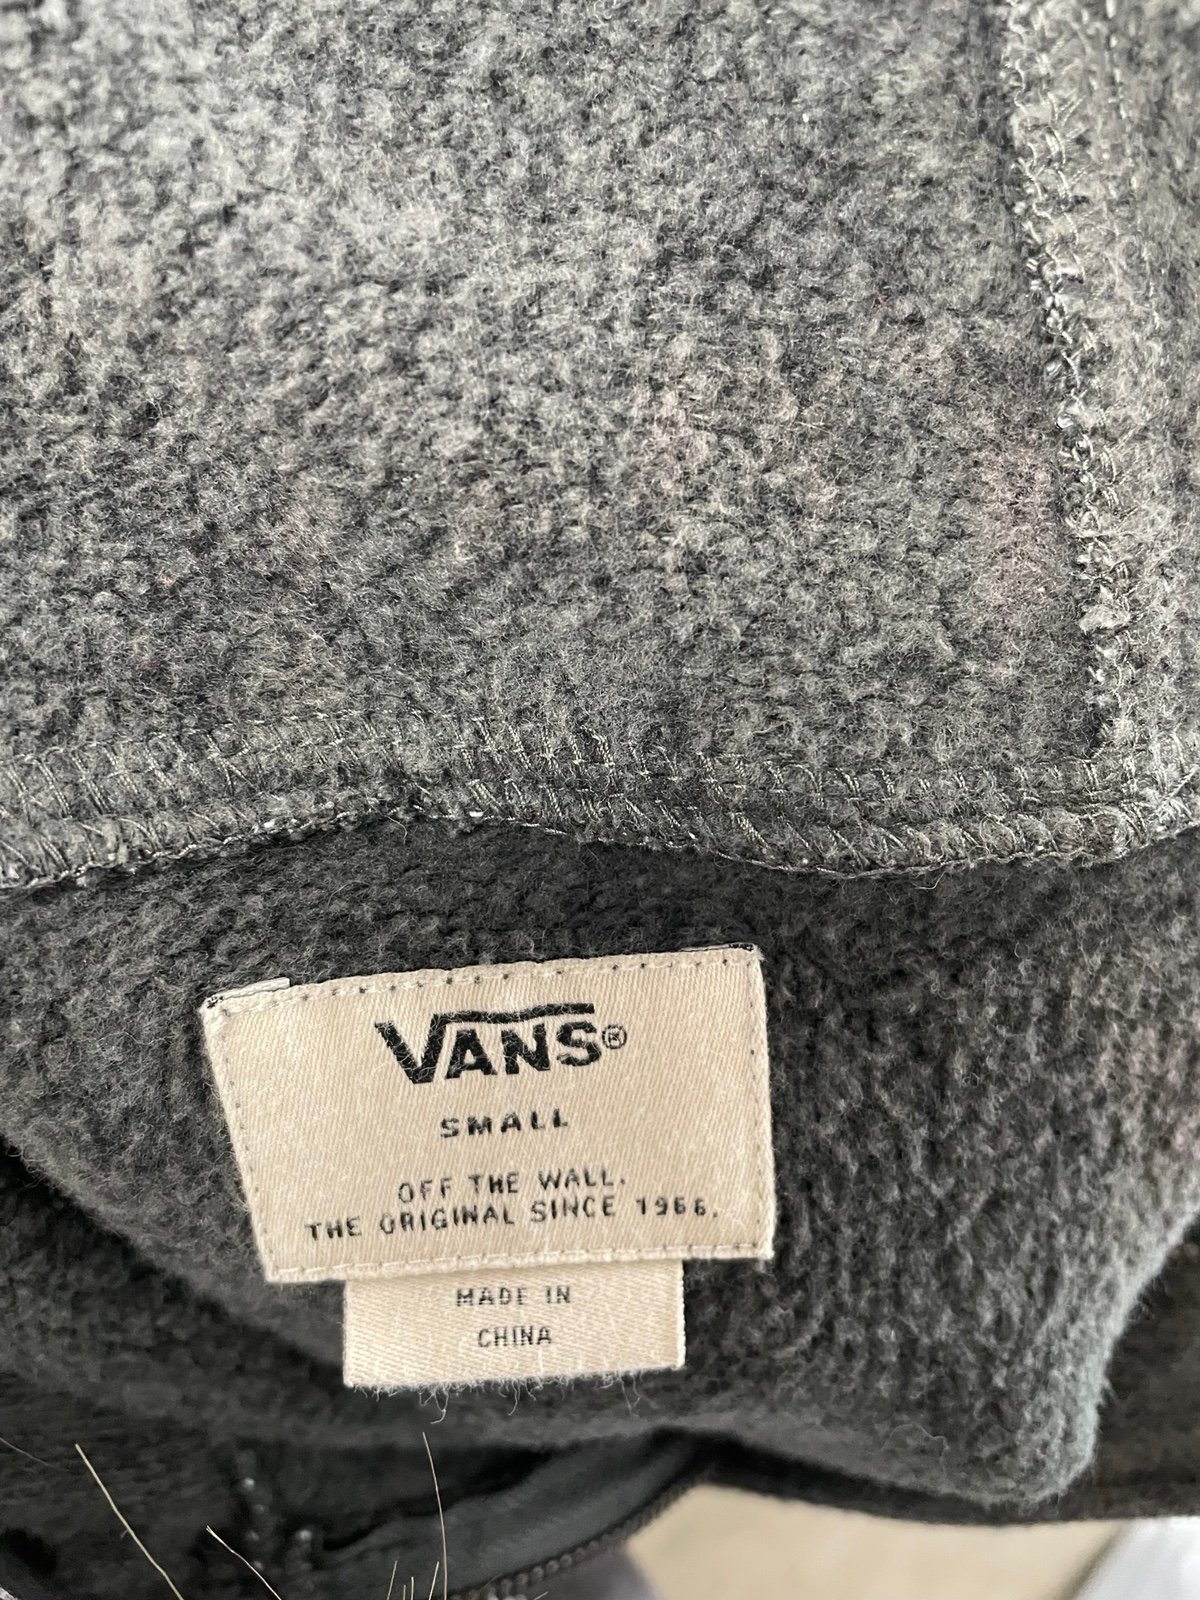 VANS®
SMALL
OFF THE WALL.
THE ORIGINAL SINCE 1966.
MADE IN
CHINA